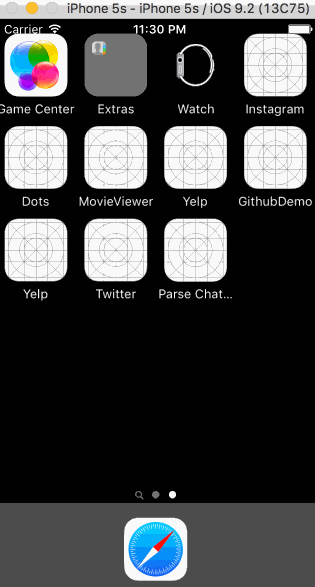 iPhone 5s - iPhone 5s / iOS 9.2 (13C75)
Carrier 11:30 PM
Game Center Extras Watch Instagram
Dots MovieViewer Yelp GithubDemo
Yelp Twitter Parse Chat...